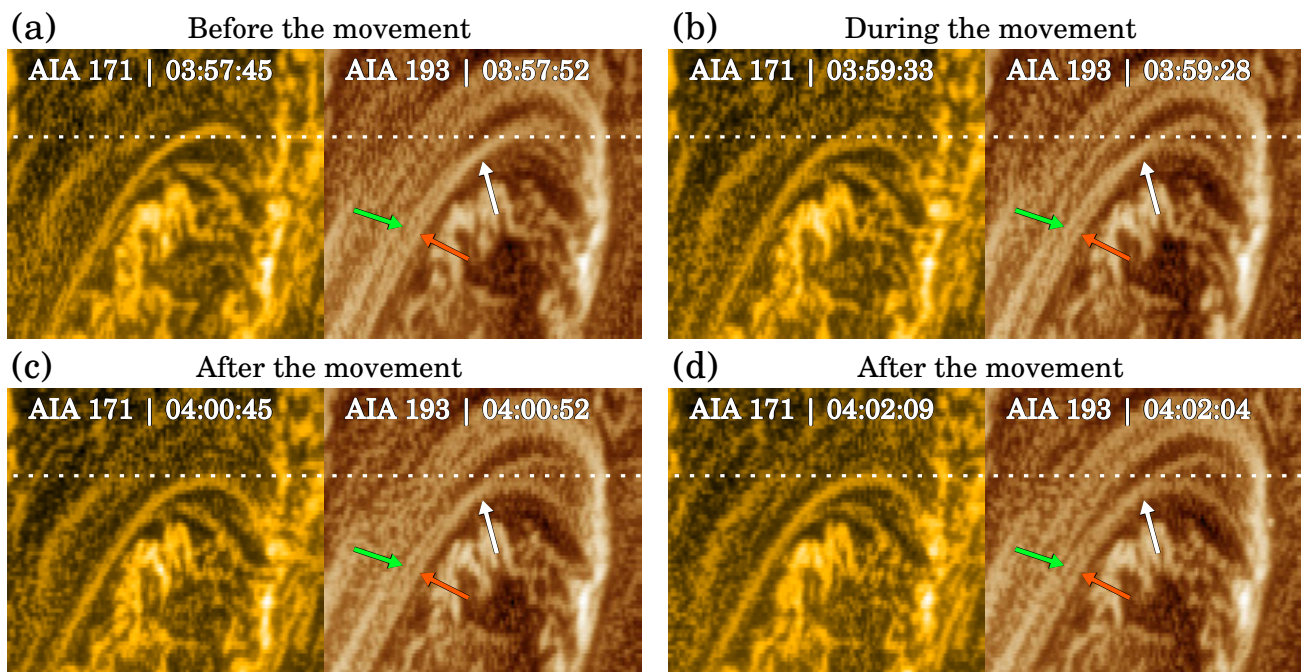 (a) Before the movement
AIA 171 | 03:57:45
AIA 193 | 03:57:52
(b) During the movement
AIA 171 | 03:59:33
AIA 193 | 03:59:28
(c) After the movement
AIA 171 | 04:00:45
AIA 193 | 04:00:52
(d) After the movement
AIA 171 | 04:02:09
AIA 193 | 04:02:04